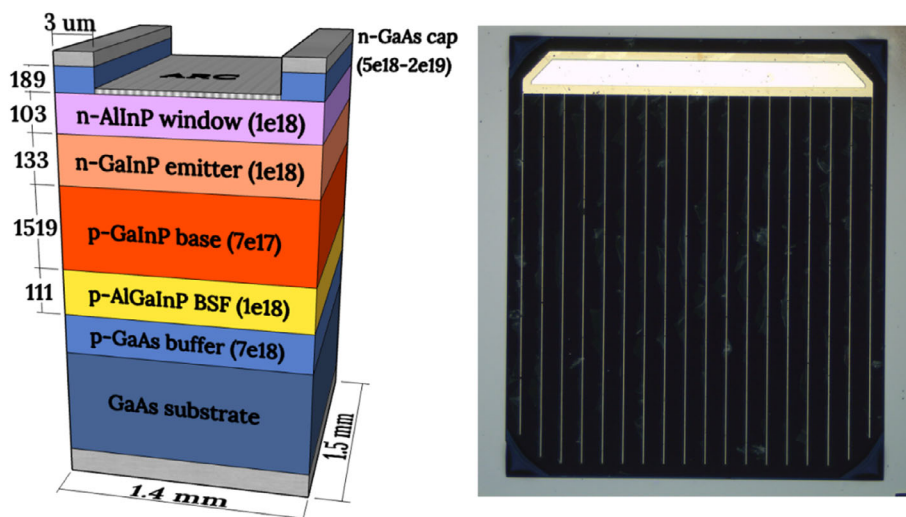 3 um
n-GaAs cap
(5e18-2e19)
ARC
189
103
n-AlInP window (1e18)
133
n-GaInP emitter (1e18)
1519
p-GaInP base (7e17)
111
p-AlGaInP BSF (1e18)
p-GaAs buffer (7e18)
GaAs substrate
1.5 mm
1.4 mm